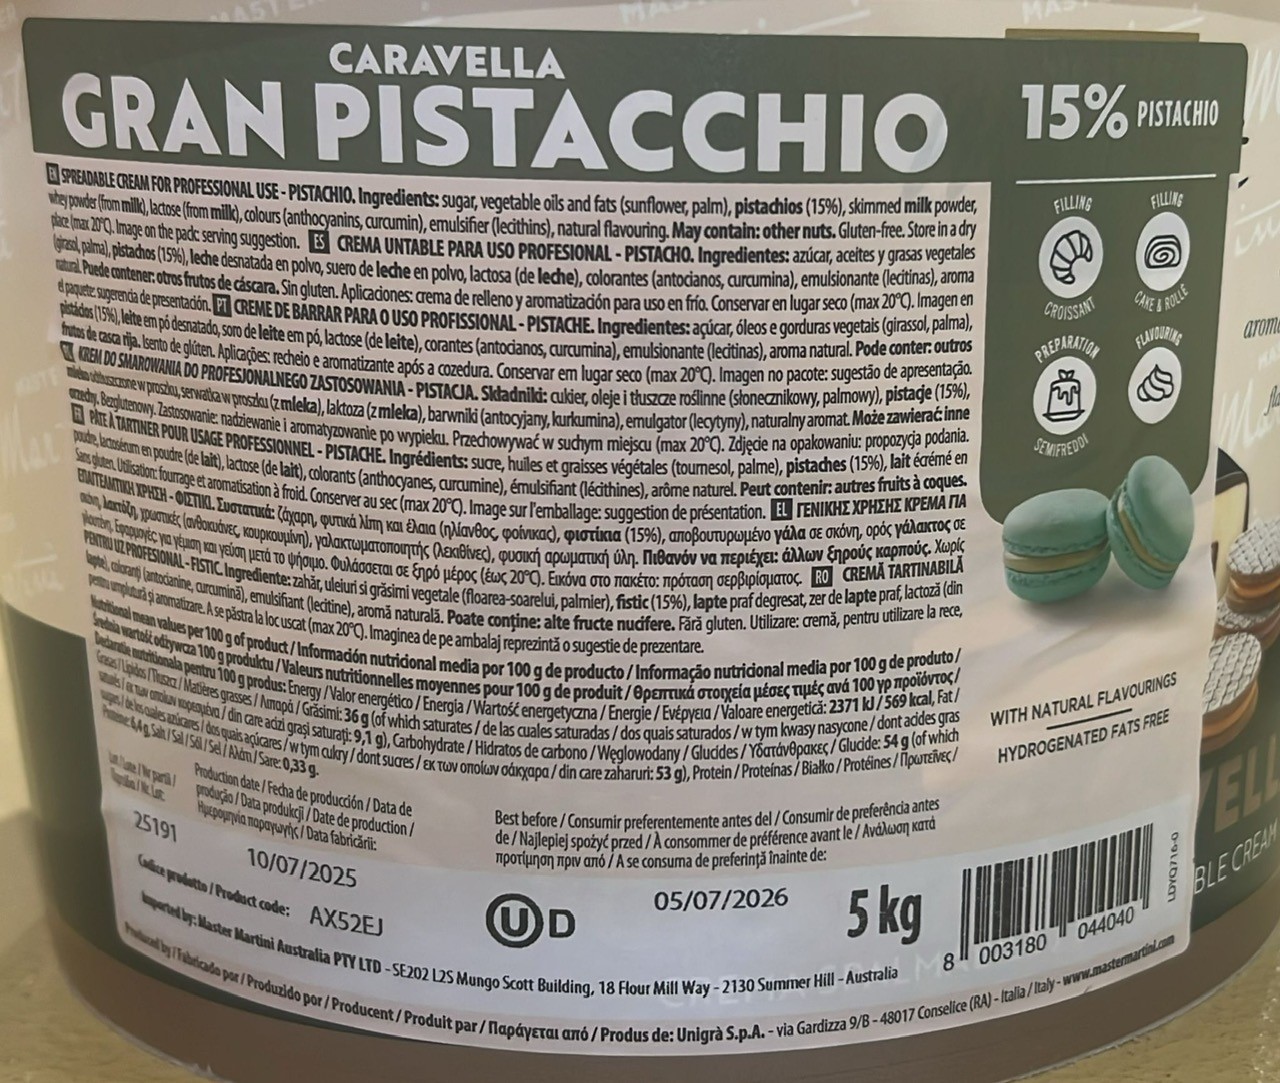 CARAVELLA
GRAN PISTACCHIO
15% PISTACHIO
EN SPREADABLE CREAM FOR PROFESSIONAL USE - PISTACHIO. Ingredients: sugar, vegetable oils and fats (sunflower, palm), pistachios (15%), skimmed milk powder,
whey powder (from milk), lactose (from milk), colours (anthocyanins, curcumin), emulsifier (lecithins), natural flavouring. May contain: other nuts. Gluten-free. Store in a dry
place (max 20°C). Image on the pack: serving suggestion. ES CREMA UNTABLE PARA USO PROFESIONAL - PISTACHO. Ingredientes: azúcar, aceites y grasas vegetales
(girasol, palma), pistachos (15%), leche desnatada en polvo, suero de leche en polvo, lactosa (de leche), colorantes (antocianos, curcumina), emulsionante (lecitinas), aroma
natural. Puede contener: otros frutos de cáscara. Sin gluten. Aplicaciones: crema de relleno y aromatización para uso en frío. Conservar en lugar seco (max 20°C). Imagen en
el paquete: sugerencia de presentación. PT CREME DE BARRAR PARA O USO PROFISSIONAL - PISTACHE. Ingredientes: açúcar, óleos e gorduras vegetais (girassol, palma),
pistácios (15%), leite em pó desnatado, soro de leite em pó, lactose (de leite), corantes (antocianos, curcumina), emulsionante (lecitinas), aroma natural. Pode conter: outros
frutos de casca rija. Isento de glúten. Aplicações: recheio e aromatizante após a cozedura. Conservar em lugar seco (max 20°C). Imagen no pacote: sugestão de apresentação.
KREM DO SMAROWANIA DO PROFESJONALNEGO ZASTOSOWANIA - PISTACJA. Składniki: cukier, oleje i tłuszcze roślinne (słonecznikowy, palmowy), pistacje (15%),
mleko odtłuszczone w proszku, serwatka w proszku (z mleka), laktoza (z mleka), barwniki (antocyjany, kurkumina), emulgator (lecytyny), naturalny aromat. Może zawierać: inne
orzechy. Bezglutenowy. Zastosowanie: nadziewanie i aromatyzowanie po wypieku. Przechowywać w suchym miejscu (max 20°C). Zdjęcie na opakowaniu: propozycja podania.
FR PÂTE À TARTINER POUR USAGE PROFESSIONNEL - PISTACHE. Ingrédients: sucre, huiles et graisses végétales (tournesol, palme), pistaches (15%), lait écrémé en
poudre, lactosérum en poudre (de lait), lactose (de lait), colorants (anthocyanes, curcumine), émulsifiant (lécithines), arôme naturel. Peut contenir: autres fruits à coques.
Sans gluten. Utilisation: fourrage et aromatisation à froid. Conserver au sec (max 20°C). Image sur l'emballage: suggestion de présentation. EL ΓΕΝΙΚΗΣ ΧΡΗΣΗΣ ΚΡΕΜΑ ΓΙΑ
ΕΠΑΓΓΕΛΜΑΤΙΚΗ ΧΡΗΣΗ - ΦΙΣΤΙΚΙ. Συστατικά: ζάχαρη, φυτικά λίπη και έλαια (ηλίανθος, φοίνικας), φιστίκια (15%), αποβουτυρωμένο γάλα σε σκόνη, ορός γάλακτος σε
σκόνη, λακτόζη, χρωστικές (ανθοκυάνες, κουρκουμίνη), γαλακτωματοποιητής (λεκιθίνες), φυσική αρωματική ύλη. Πιθανόν να περιέχει: άλλων ξηρούς καρπούς. Χωρίς
γλουτένη. Εφαρμογές: για γέμιση και γεύση μετά το ψήσιμο. Φυλάσσεται σε ξηρό μέρος (έως 20°C). Εικόνα στο πακέτο: πρόταση σερβιρίσματος. RO CREMĂ TARTINABILĂ
PENTRU UZ PROFESIONAL - FISTIC. Ingrediente: zahăr, uleiuri si grăsimi vegetale (floarea-soarelui, palmier), fistic (15%), lapte praf degresat, zer de lapte praf, lactoză (din
lapte), coloranți (antocianine, curcumină), emulsifiant (lecitine), aromă naturală. Poate conține: alte fructe nucifere. Fără gluten. Utilizare: cremă, pentru utilizare la rece,
pentru umplutură și aromatizare. A se păstra la loc uscat (max 20°C). Imaginea de pe ambalaj reprezintă o sugestie de prezentare.
Nutritional mean values per 100 g of product / Información nutricional media por 100 g de producto / Informação nutricional media por 100 g de produto /
Średnia wartość odżywcza 100 g produktu / Valeurs nutritionnelles moyennes pour 100 g de produit / Θρεπτικά στοιχεία μέσες τιμές ανά 100 γρ προϊόντος /
Declaratie nutritionala pentru 100 g produs: Energy / Valor energético / Energia / Wartość energetyczna / Energie / Ενέργεια / Valoare energetică: 2371 kJ / 569 kcal, Fat /
Grasas / Lípidos / Tłuszcz / Matières grasses / Λιπαρά / Grăsimi: 36 g (of which saturates / de las cuales saturadas / dos quais saturados / w tym kwasy nasycone / dont acides gras
saturés / εκ των οποίων κορεσμένα / din care acizi grași saturați: 9,1 g), Carbohydrate / Hidratos de carbono / Węglowodany / Glucides / Υδατάνθρακες / Glucide: 54 g (of which
sugars / de los cuales azúcares / dos quais açúcares / w tym cukry / dont sucres / εκ των οποίων σάκχαρα / din care zaharuri: 53 g), Protein / Proteínas / Białko / Protéines / Πρωτεΐνες /
Proteine: 6,4 g, Salt / Sal / Sól / Sel / Αλάτι / Sare: 0,33 g.
FILLING
CROISSANT
FILLING
CAKE & ROLLÈ
PREPARATION
SEMIFREDDI
FLAVOURING
WITH NATURAL FLAVOURINGS
HYDROGENATED FATS FREE
Production date / Fecha de producción / Data de
produção / Data produkcji / Date de production /
Ημερομηνία παραγωγής / Data fabricării:
Best before / Consumir preferentemente antes del / Consumir de preferência antes
de / Najlepiej spożyć przed / À consommer de préférence avant le / Ανάλωση κατά
προτίμηση πριν από / A se consuma de preferință înainte de:
25191
10/07/2025
05/07/2026
Codice prodotto / Product code: AX52EJ
U D
5 kg
8 003180 044040
LDYQ716-0
Imported by: Master Martini Australia PTY LTD - SE202 L2S Mungo Scott Building, 18 Flour Mill Way - 2130 Summer Hill - Australia
Produced by / Fabricado por / Produzido por / Producent / Produit par / Παράγεται από / Produs de: Unigrà S.p.A. - via Gardizza 9/B - 48017 Conselice (RA) - Italia / Italy - www.mastermartini.com